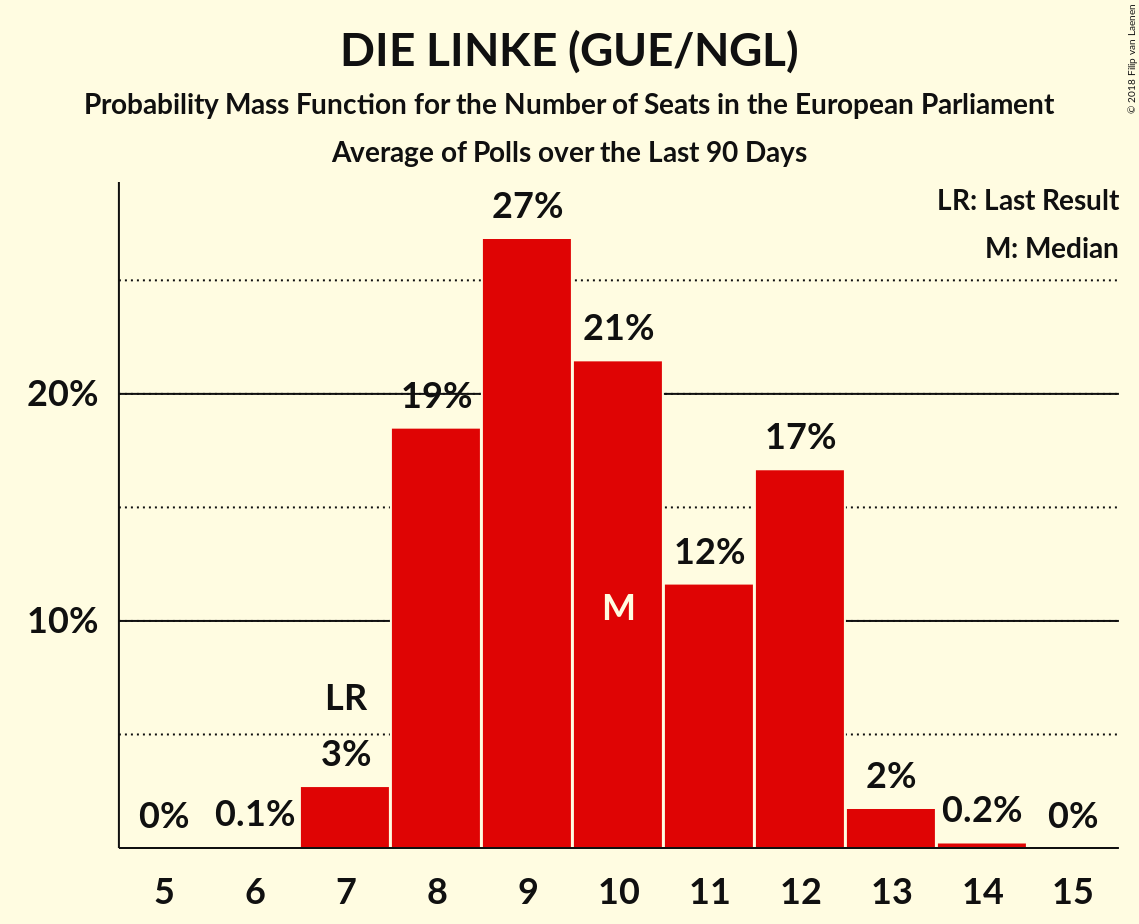 DIE LINKE (GUE/NGL)
Probability Mass Function for the Number of Seats in the European Parliament
Average of Polls over the Last 90 Days
© 2018 Filip van Laenen
LR: Last Result
M: Median
27%
21%
20%
19%
17%
12%
10%
M
LR
3%
2%
0%
0.1%
0.2%
0%
5 6 7 8 9 10 11 12 13 14 15